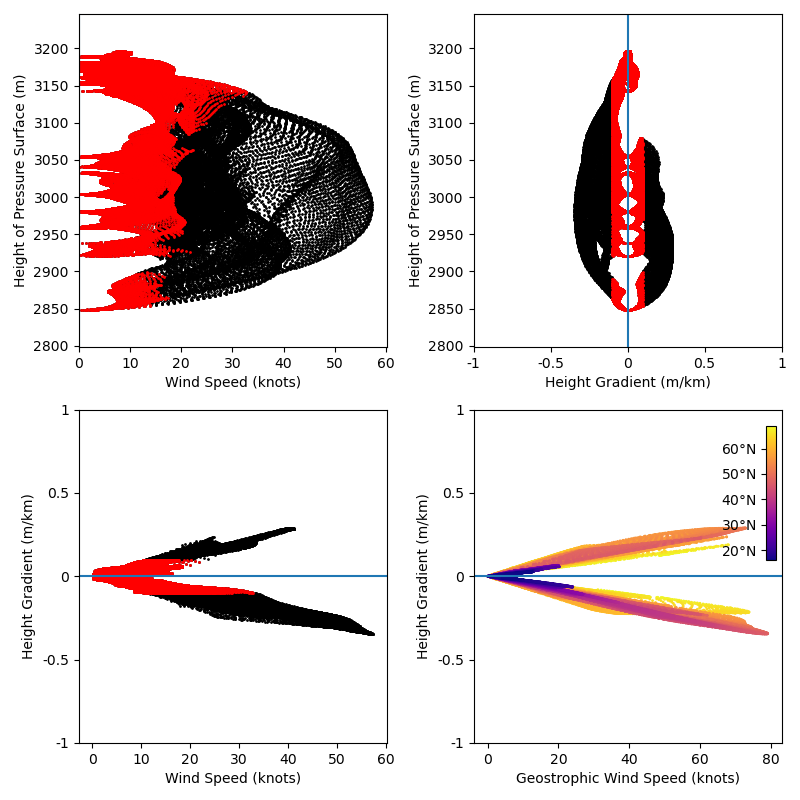 Height of Pressure Surface (m)
3200
3150
3100
3050
3000
2950
2900
2850
2800
0 10 20 30 40 50 60
Wind Speed (knots)
Height of Pressure Surface (m)
3200
3150
3100
3050
3000
2950
2900
2850
2800
-1 -0.5 0 0.5 1
Height Gradient (m/km)
Height Gradient (m/km)
1
0.5
0
-0.5
-1
0 10 20 30 40 50 60
Wind Speed (knots)
Height Gradient (m/km)
1
0.5
0
-0.5
-1
60°N
50°N
40°N
30°N
20°N
0 20 40 60 80
Geostrophic Wind Speed (knots)